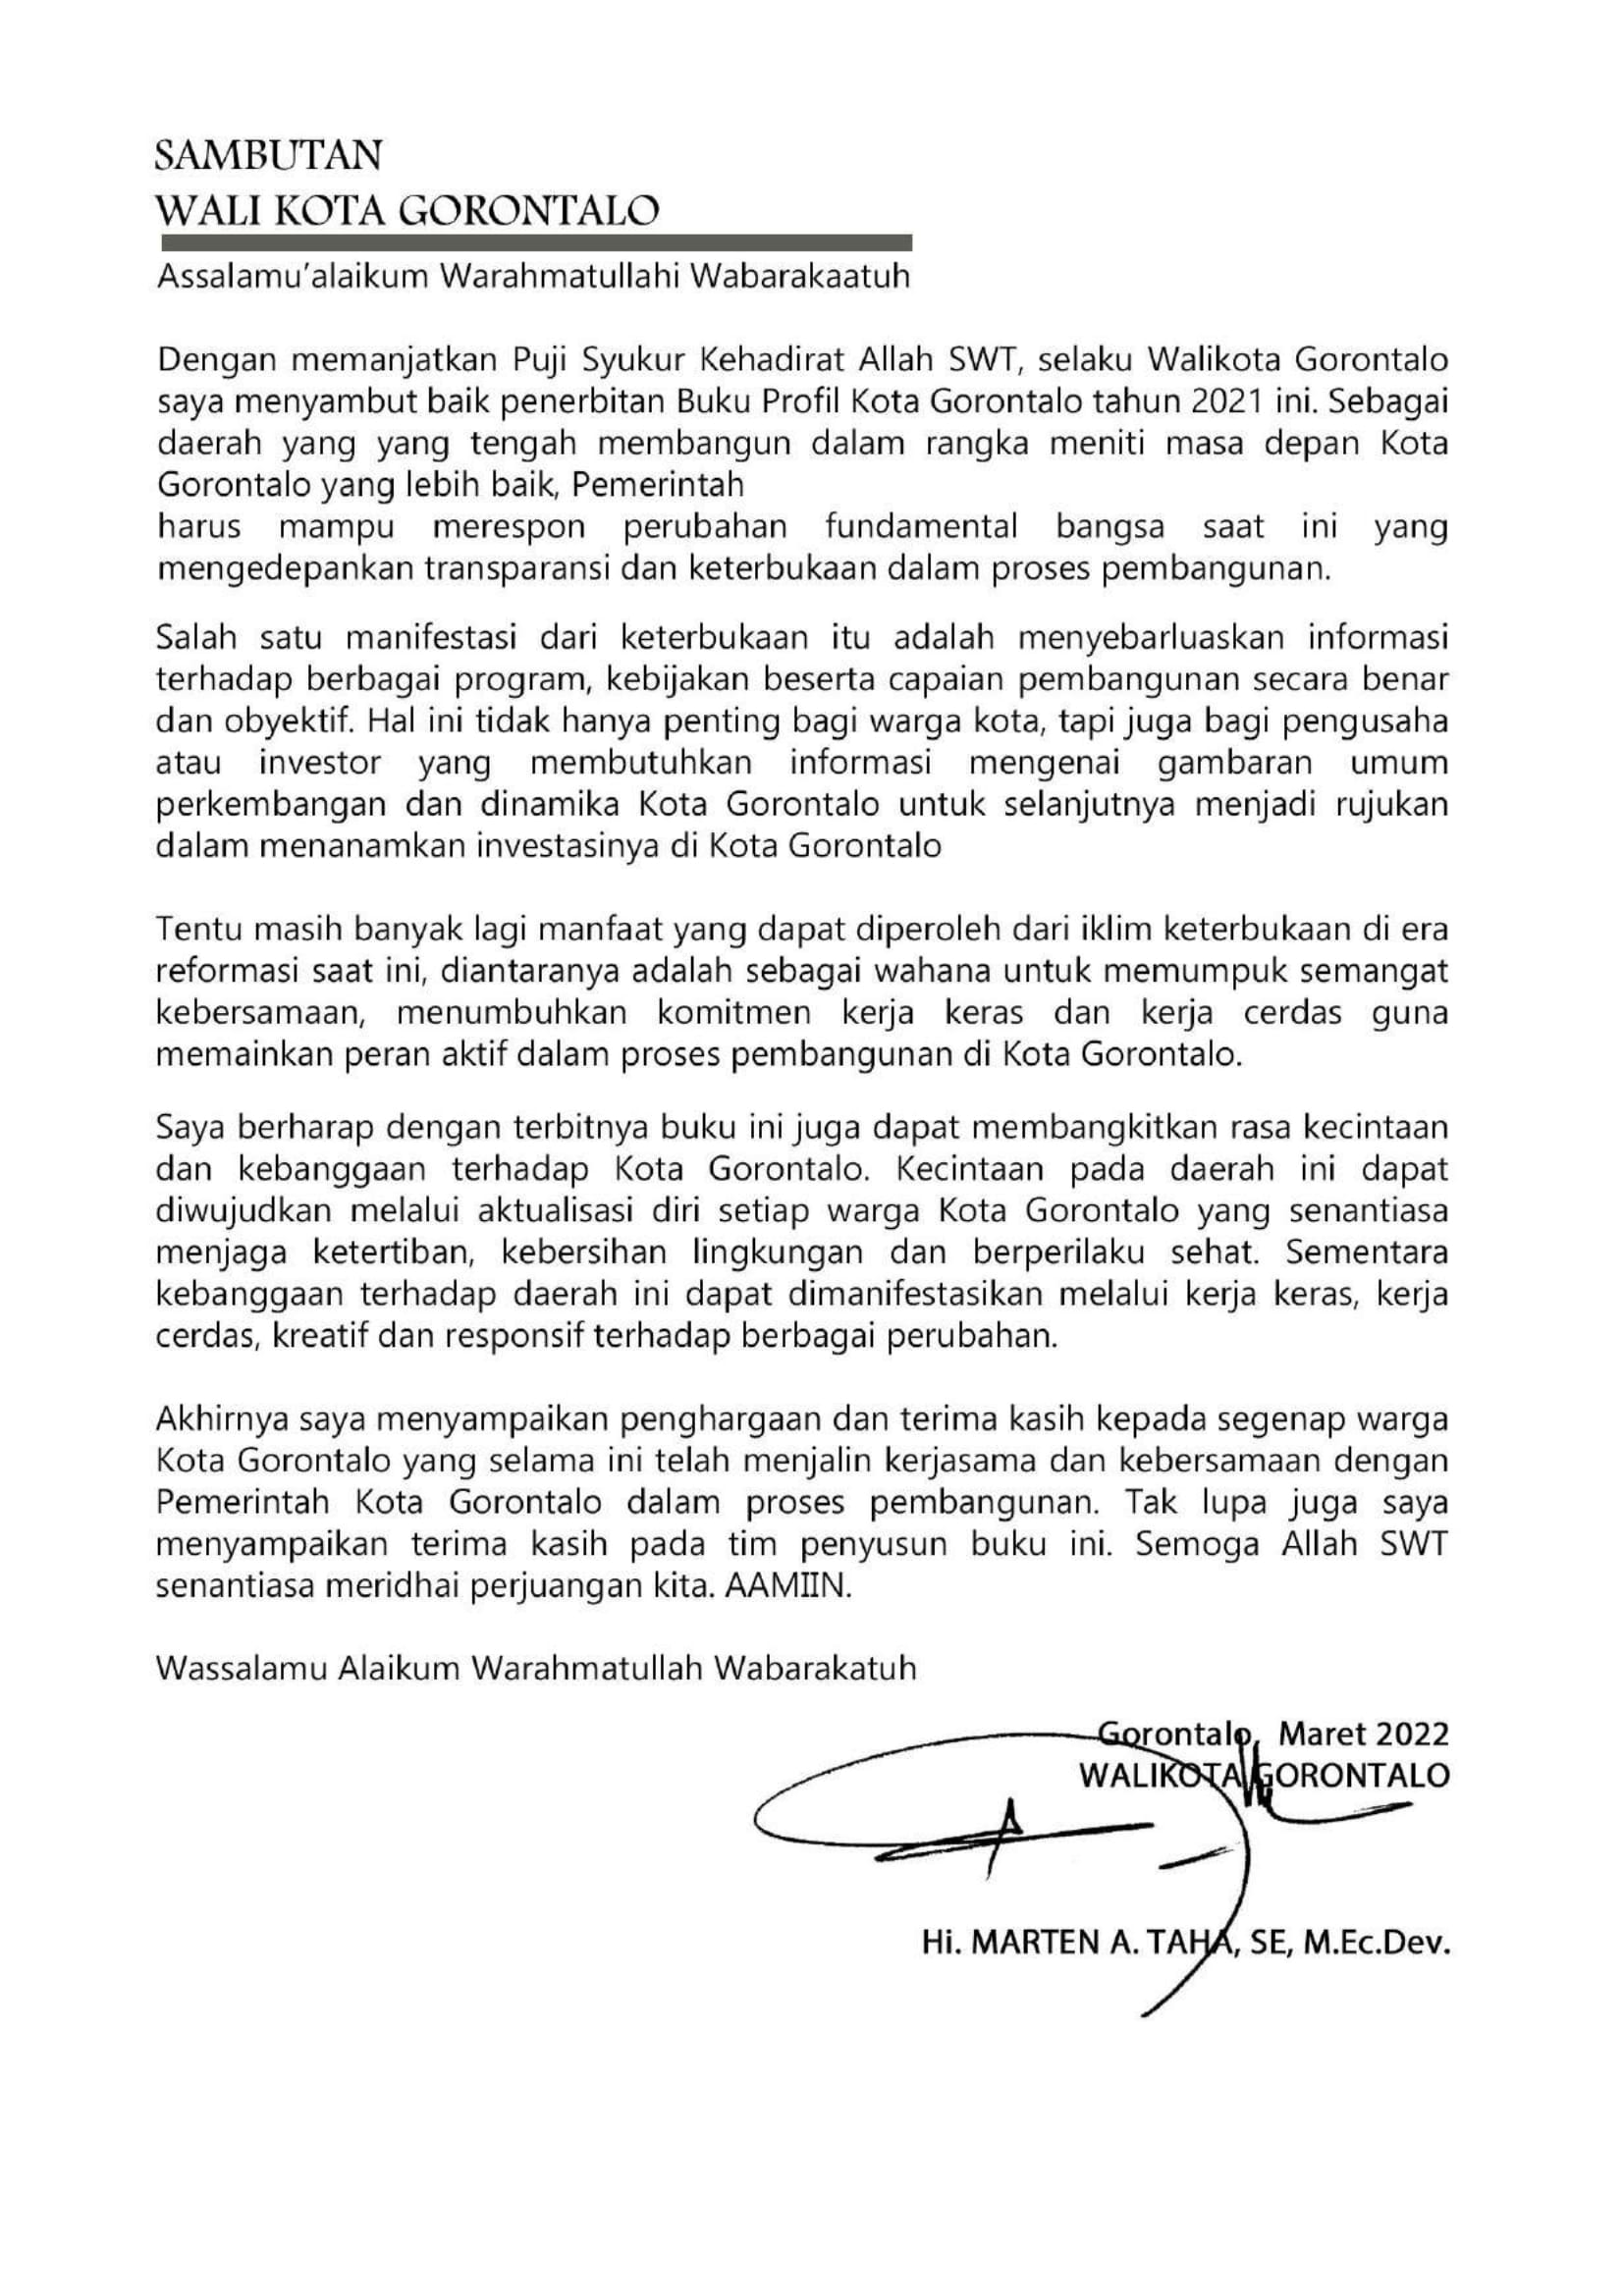 SAMBUTAN
WALI KOTA GORONTALO
Assalamu'alaikum Warahmatullahi Wabarakaatuh
Dengan memanjatkan Puji Syukur Kehadirat Allah SWT, selaku Walikota Gorontalo
saya menyambut baik penerbitan Buku Profil Kota Gorontalo tahun 2021 ini. Sebagai
daerah yang yang tengah membangun dalam rangka meniti masa depan Kota
Gorontalo yang lebih baik, Pemerintah
harus mampu merespon perubahan fundamental bangsa saat ini yang
mengedepankan transparansi dan keterbukaan dalam proses pembangunan.
Salah satu manifestasi dari keterbukaan itu adalah menyebarluaskan informasi
terhadap berbagai program, kebijakan beserta capaian pembangunan secara benar
dan obyektif. Hal ini tidak hanya penting bagi warga kota, tapi juga bagi pengusaha
atau investor yang membutuhkan informasi mengenai gambaran umum
perkembangan dan dinamika Kota Gorontalo untuk selanjutnya menjadi rujukan
dalam menanamkan investasinya di Kota Gorontalo
Tentu masih banyak lagi manfaat yang dapat diperoleh dari iklim keterbukaan di era
reformasi saat ini, diantaranya adalah sebagai wahana untuk memumpuk semangat
kebersamaan, menumbuhkan komitmen kerja keras dan kerja cerdas guna
memainkan peran aktif dalam proses pembangunan di Kota Gorontalo.
Saya berharap dengan terbitnya buku ini juga dapat membangkitkan rasa kecintaan
dan kebanggaan terhadap Kota Gorontalo. Kecintaan pada daerah ini dapat
diwujudkan melalui aktualisasi diri setiap warga Kota Gorontalo yang senantiasa
menjaga ketertiban, kebersihan lingkungan dan berperilaku sehat. Sementara
kebanggaan terhadap daerah ini dapat dimanifestasikan melalui kerja keras, kerja
cerdas, kreatif dan responsif terhadap berbagai perubahan.
Akhirnya saya menyampaikan penghargaan dan terima kasih kepada segenap warga
Kota Gorontalo yang selama ini telah menjalin kerjasama dan kebersamaan dengan
Pemerintah Kota Gorontalo dalam proses pembangunan. Tak lupa juga saya
menyampaikan terima kasih pada tim penyusun buku ini. Semoga Allah SWT
senantiasa meridhai perjuangan kita. AAMIIN.
Wassalamu Alaikum Warahmatullah Wabarakatuh
Gorontalo, Maret 2022
WALIKOTA GORONTALO
Hi. MARTEN A. TAHA, SE, M.Ec.Dev.